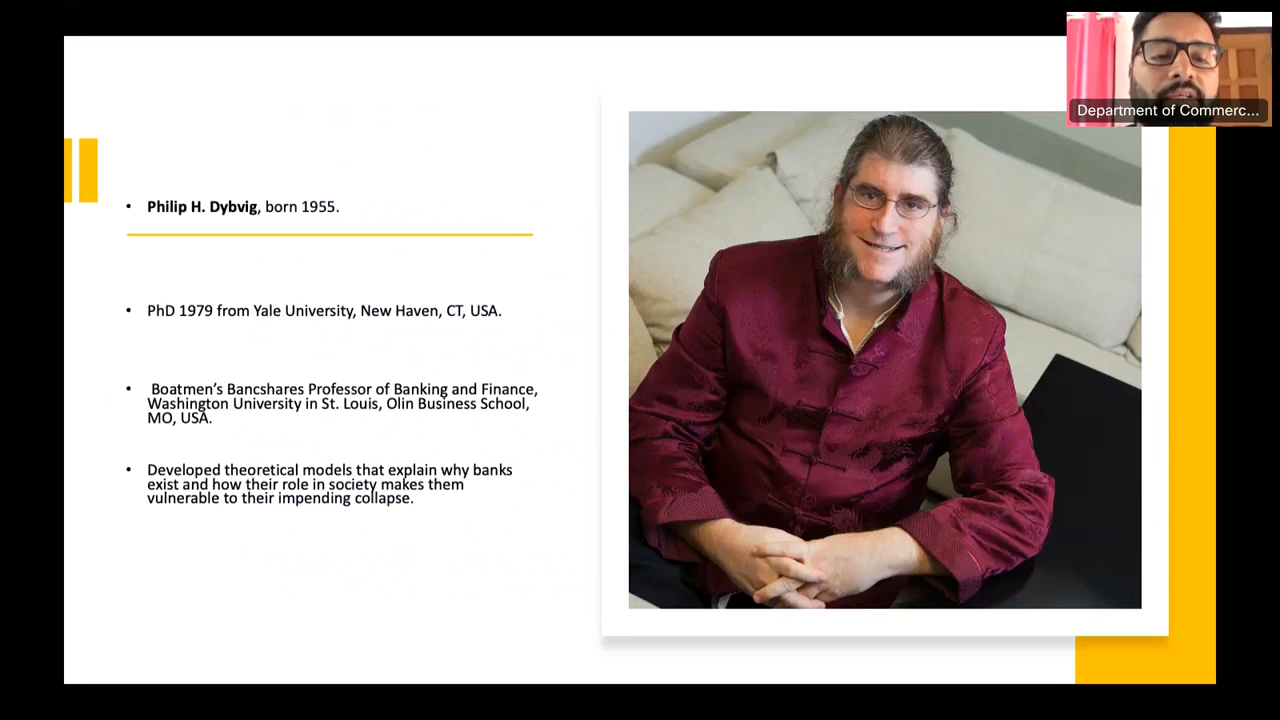 Department of Commerc...
• Philip H. Dybvig, born 1955.
• PhD 1979 from Yale University, New Haven, CT, USA.
• Boatmen's Bancshares Professor of Banking and Finance,
Washington University in St. Louis, Olin Business School,
MO, USA.
• Developed theoretical models that explain why banks
exist and how their role in society makes them
vulnerable to their impending collapse.